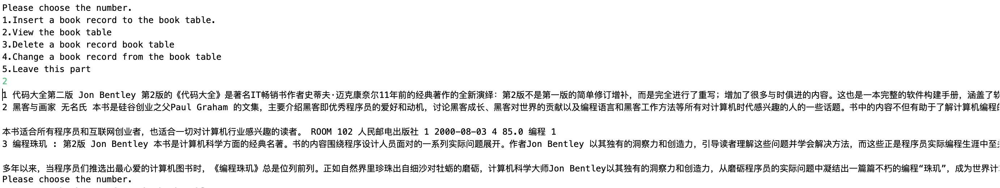 Please choose the number.
1.Insert a book record to the book table.
2.View the book table
3.Delete a book record book table
4.Change a book record from the book table
5.Leave this part
2
1 代码大全第二版 Jon Bentley 第2版的《代码大全》是著名IT畅销书作者史蒂夫·迈克康奈尔11年前的经典著作的全新演绎：第2版不是第一版的简单修订增补，而是完全进行了重写；增加了很多与时俱进的内容。这也是一本完整的软件构建手册，涵盖了软
2 黑客与画家 无名氏 本书是硅谷创业之父Paul Graham 的文集，主要介绍黑客即优秀程序员的爱好和动机，讨论黑客成长、黑客对世界的贡献以及编程语言和黑客工作方法等所有对计算机时代感兴趣的人的一些话题。书中的内容不但有助于了解计算机编程的
本书适合所有程序员和互联网创业者，也适合一切对计算机行业感兴趣的读者。 ROOM 102 人民邮电出版社 1 2000-08-03 4 85.0 编程 1
3 编程珠玑 : 第2版 Jon Bentley 本书是计算机科学方面的经典名著。书的内容围绕程序设计人员面对的一系列实际问题展开。作者Jon Bentley 以其独有的洞察力和创造力，引导读者理解这些问题并学会解决方法，而这些正是程序员实际编程生涯中至
多年以来，当程序员们推选出最心爱的计算机图书时，《编程珠玑》总是位列前列。正如自然界里珍珠出自细沙对牡蛎的磨砺，计算机科学大师Jon Bentley以其独有的洞察力和创造力，从磨砺程序员的实际问题中凝结出一篇篇不朽的编程“珠玑”，成为世界计
Please choose the number.